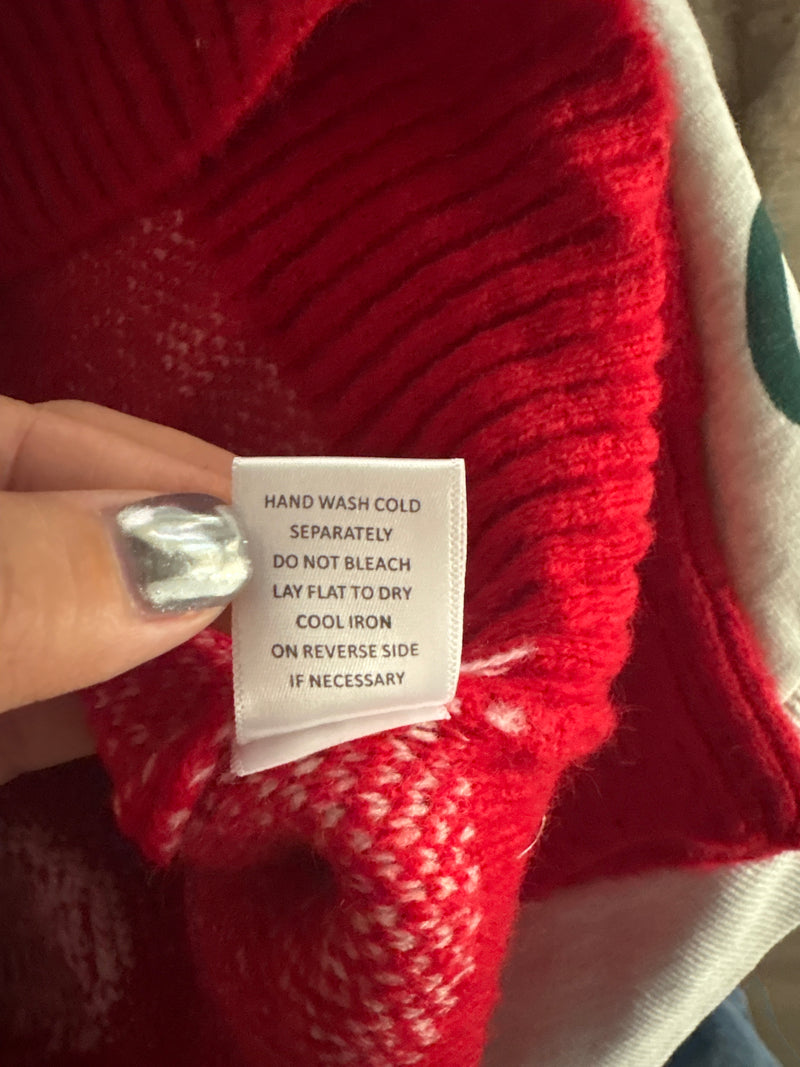 HAND WASH COLD
SEPARATELY
DO NOT BLEACH
LAY FLAT TO DRY
COOL IRON
ON REVERSE SIDE
IF NECESSARY